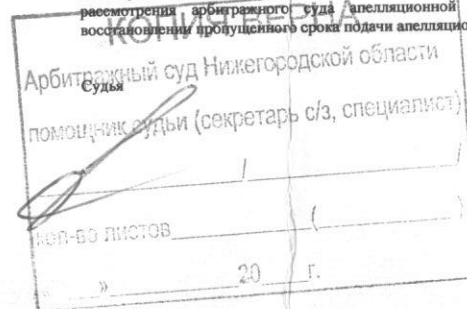 рассмотрения арбитражного суда апелляционной
восстановлении пропущенного срока подачи апелляцио
КОПИЯ ВЕРНА
Арбитражный суд Нижегородской области
Судья
помощник судьи (секретарь с/з, специалист)
/ /
кол-во листов ( )
« » 20 г.